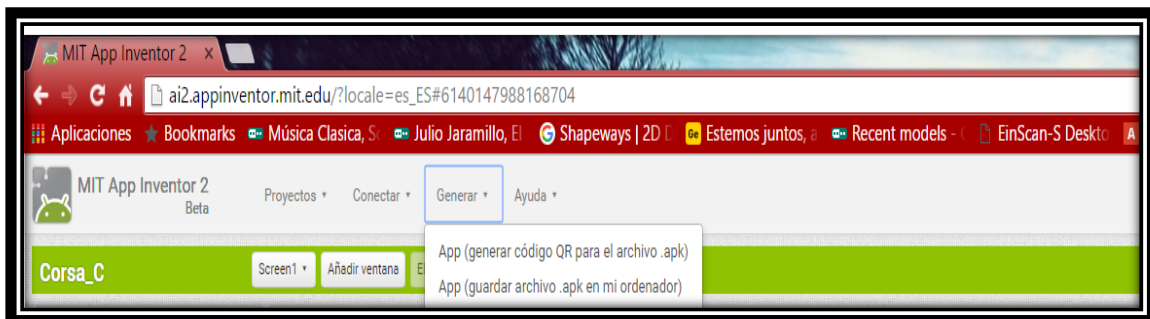 MIT App Inventor 2 ×
ai2.appinventor.mit.edu/?locale=es_ES#6140147988168704
Aplicaciones Bookmarks Música Clasica, Julio Jaramillo, El Shapeways | 2D Ge Estemos juntos, a Recent models - EinScan-S Deskto A
MIT App Inventor 2
Beta
Proyectos Conectar Generar Ayuda
App (generar código QR para el archivo .apk)
Corsa_C Screen1 Añadir ventana
App (guardar archivo .apk en mi ordenador)